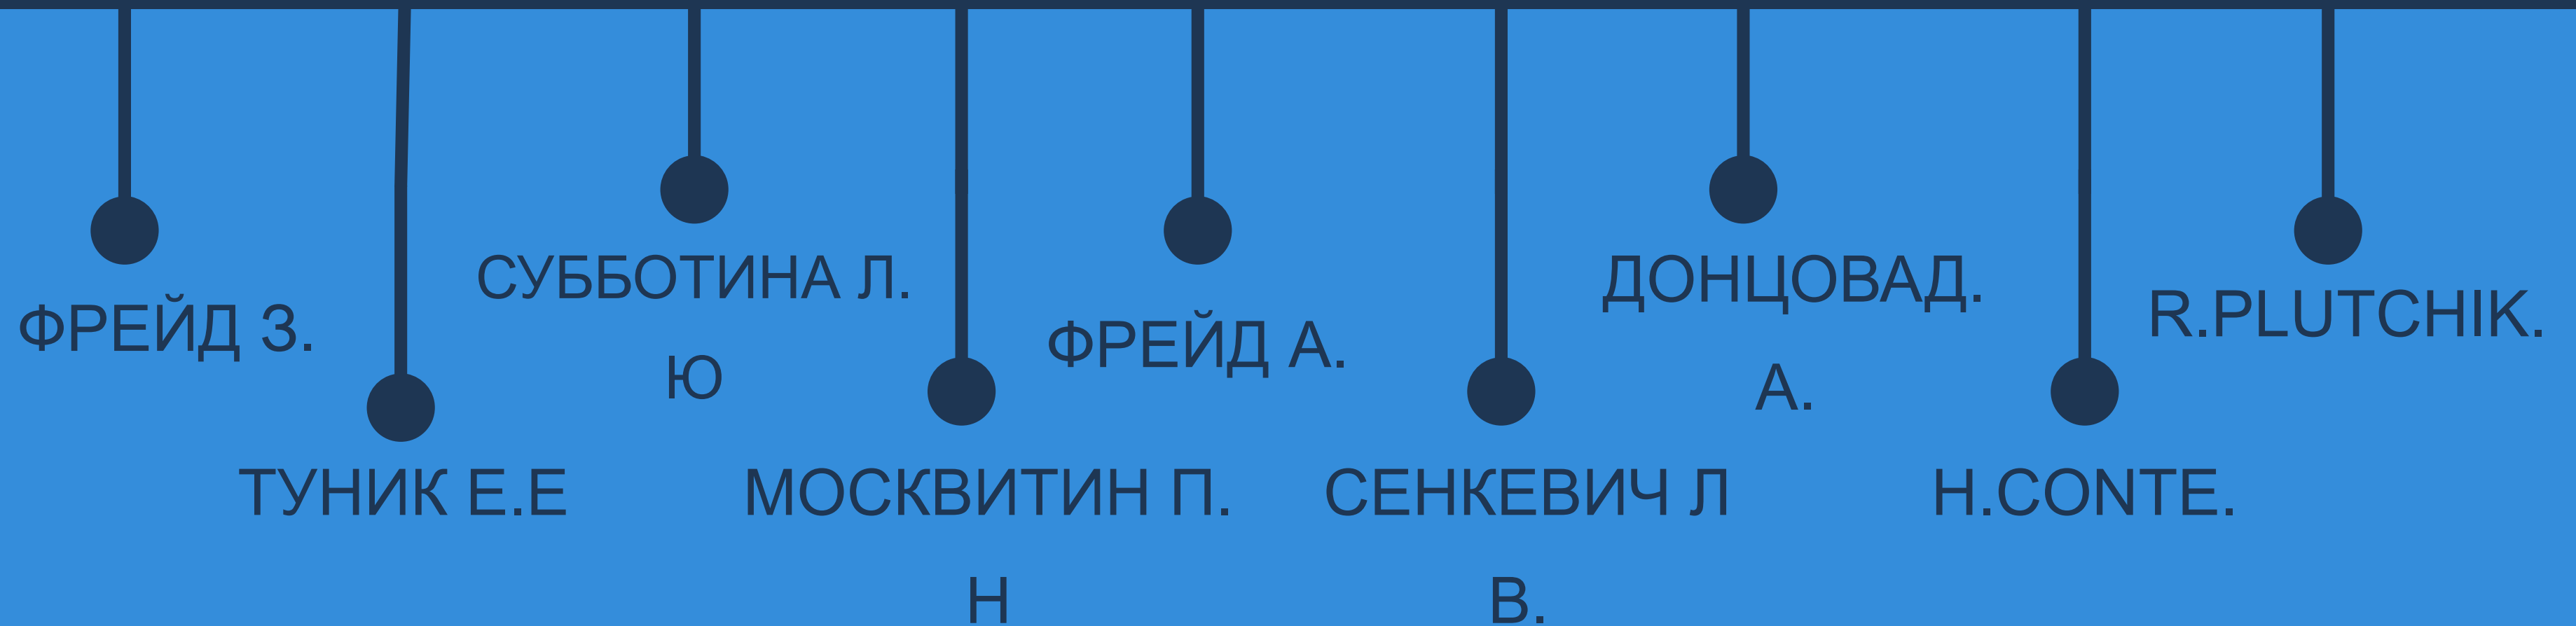 ФРЕЙД З.
ТУНИК Е.Е
СУББОТИНА Л.
Ю
МОСКВИТИН П.
Н
ФРЕЙД А.
СЕНКЕВИЧ Л
В.
ДОНЦОВАД.
А.
H.CONTE.
R.PLUTCHIK.